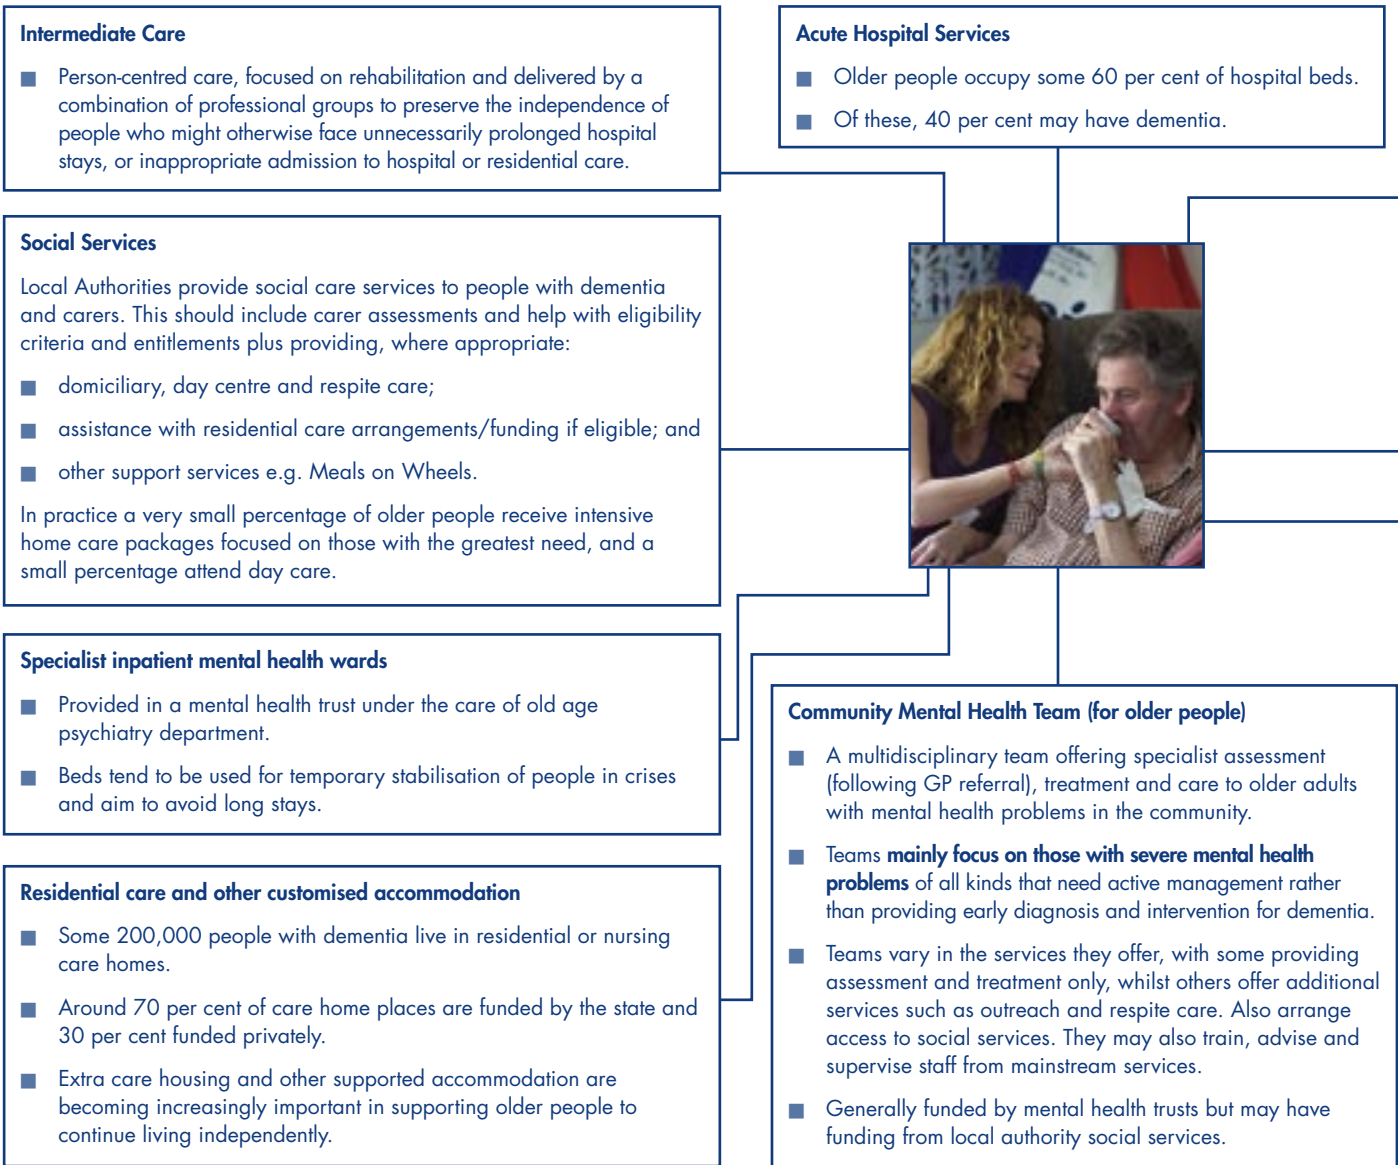 Intermediate Care
■ Person-centred care, focused on rehabilitation and delivered by a
combination of professional groups to preserve the independence of
people who might otherwise face unnecessarily prolonged hospital
stays, or inappropriate admission to hospital or residential care.
Acute Hospital Services
■ Older people occupy some 60 per cent of hospital beds.
■ Of these, 40 per cent may have dementia.
Social Services
Local Authorities provide social care services to people with dementia
and carers. This should include carer assessments and help with eligibility
criteria and entitlements plus providing, where appropriate:
■ domiciliary, day centre and respite care;
■ assistance with residential care arrangements/funding if eligible; and
■ other support services e.g. Meals on Wheels.
In practice a very small percentage of older people receive intensive
home care packages focused on those with the greatest need, and a
small percentage attend day care.
Specialist inpatient mental health wards
■ Provided in a mental health trust under the care of old age
psychiatry department.
■ Beds tend to be used for temporary stabilisation of people in crises
and aim to avoid long stays.
Residential care and other customised accommodation
■ Some 200,000 people with dementia live in residential or nursing
care homes.
■ Around 70 per cent of care home places are funded by the state and
30 per cent funded privately.
■ Extra care housing and other supported accommodation are
becoming increasingly important in supporting older people to
continue living independently.
Community Mental Health Team (for older people)
■ A multidisciplinary team offering specialist assessment
(following GP referral), treatment and care to older adults
with mental health problems in the community.
■ Teams mainly focus on those with severe mental health
problems of all kinds that need active management rather
than providing early diagnosis and intervention for dementia.
■ Teams vary in the services they offer, with some providing
assessment and treatment only, whilst others offer additional
services such as outreach and respite care. Also arrange
access to social services. They may also train, advise and
supervise staff from mainstream services.
■ Generally funded by mental health trusts but may have
funding from local authority social services.